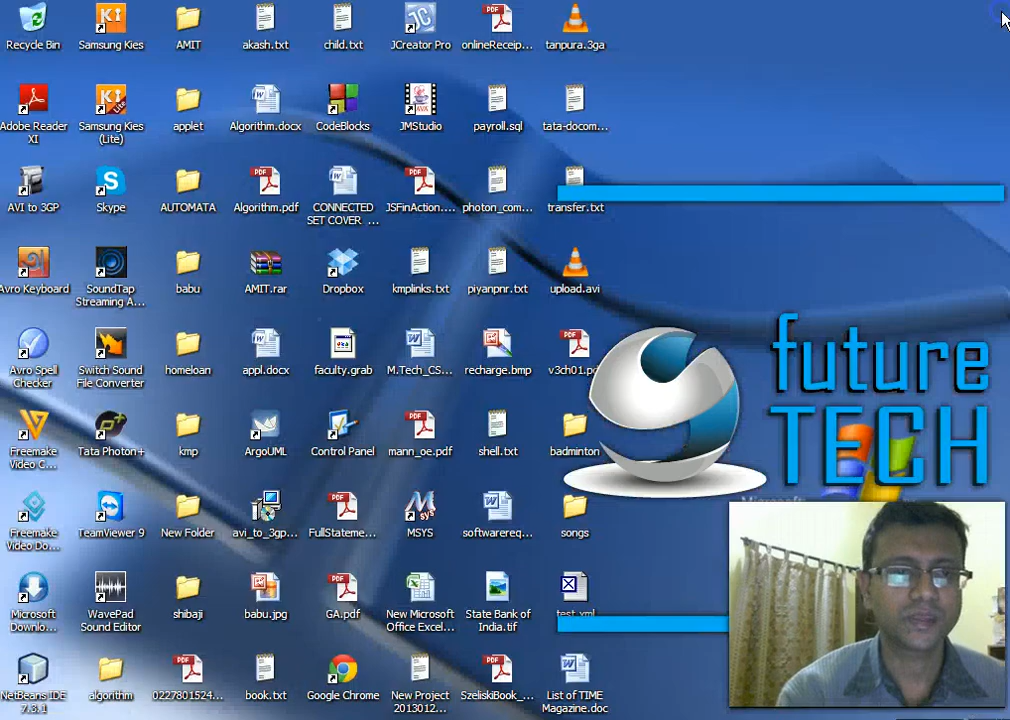 Recycle Bin
Samsung Kies
AMIT
akash.txt
child.txt
JCreator Pro
onlineReceip...
tanpura.3ga
Adobe Reader
XI
Samsung Kies
(Lite)
applet
Algorithm.docx
CodeBlocks
JMStudio
payroll.sql
tata-docom...
AVI to 3GP
Skype
AUTOMATA
Algorithm.pdf
CONNECTED
SET COVER ...
JSFinAction....
photon_com...
transfer.txt
Avro Keyboard
SoundTap
Streaming A...
babu
AMIT.rar
Dropbox
kmplinks.txt
piyanpnr.txt
upload.avi
Avro Spell
Checker
Switch Sound
File Converter
homeloan
appl.docx
faculty.grab
M.Tech_CS...
recharge.bmp
v3ch01.pdf
future
TECH
Freemake
Video C...
Tata Photon+
kmp
ArgoUML
Control Panel
mann_oe.pdf
shell.txt
badminton
Freemake
Video Do...
TeamViewer 9
New Folder
avi_to_3gp...
FullStateme...
MSYS
softwarereq...
songs
Microsoft
Microsoft
Downlo...
WavePad
Sound Editor
shibaji
babu.jpg
GA.pdf
New Microsoft
Office Excel...
State Bank of
India.tif
test.xml
NetBeans IDE
7.3.1
algorithm
0227801524...
book.txt
Google Chrome
New Project
2013012...
SzeliskiBook_...
List of TIME
Magazine.doc